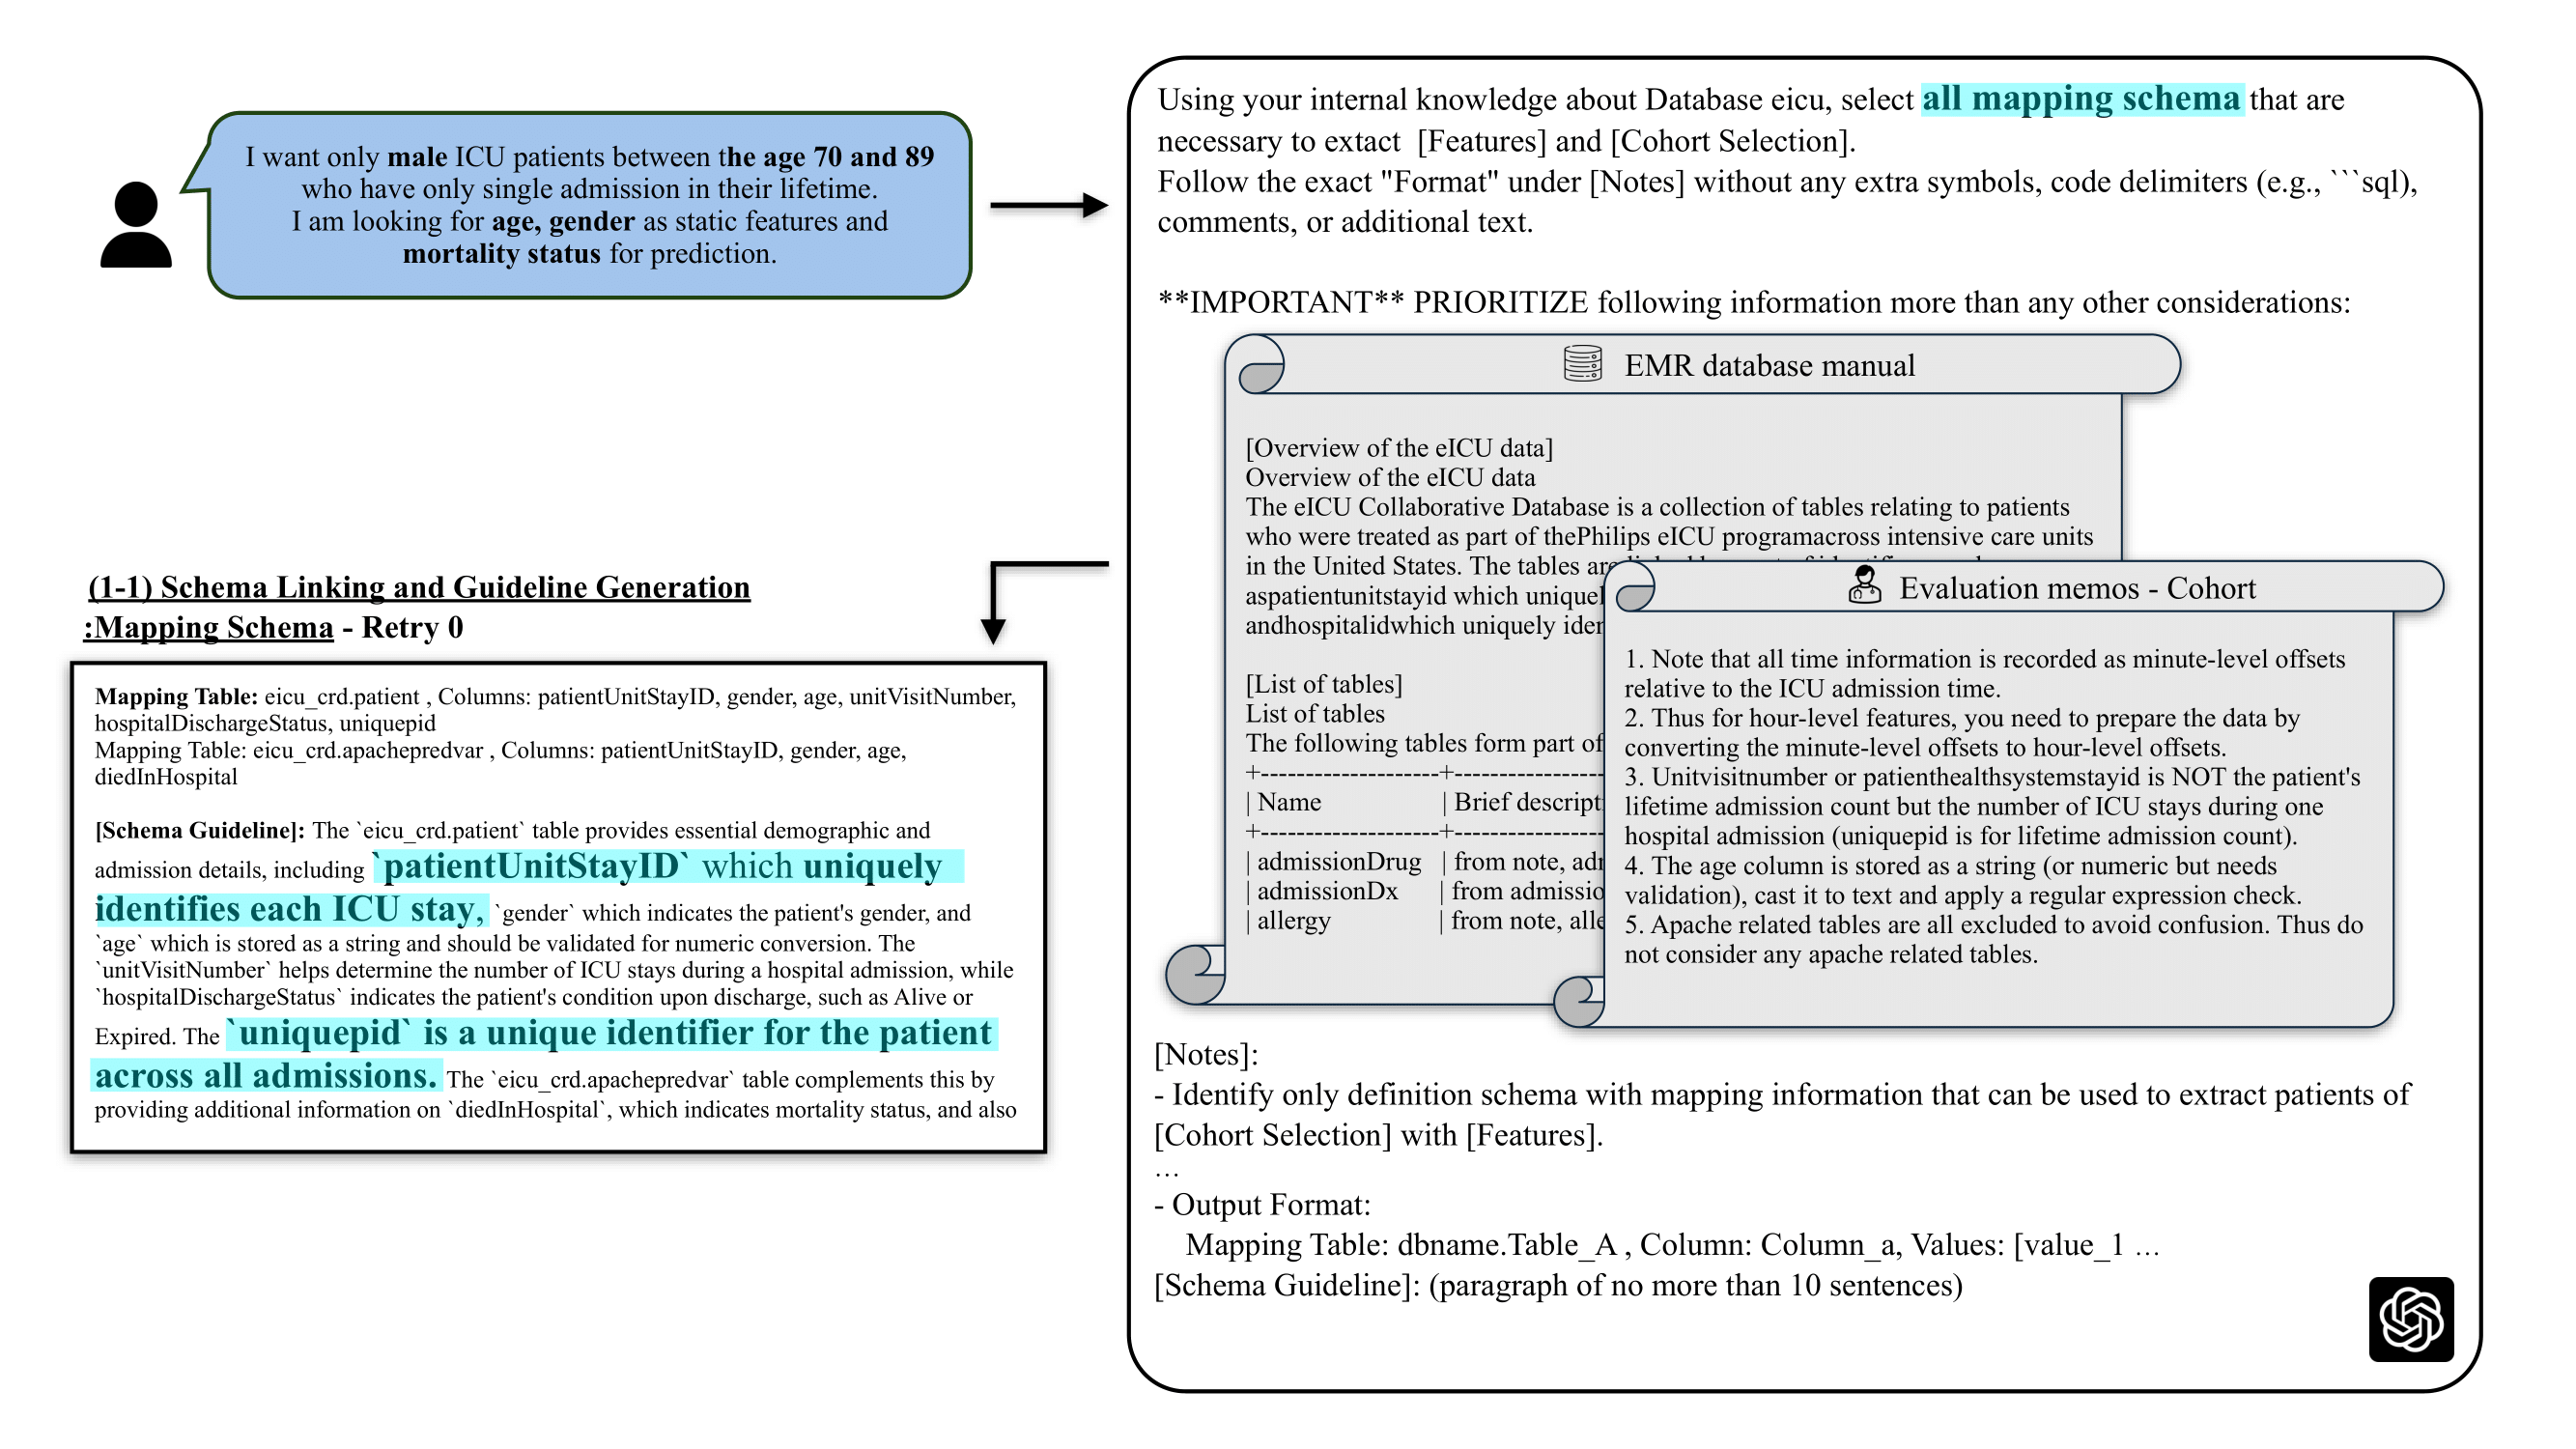 I want only male ICU patients between the age 70 and 89
who have only single admission in their lifetime.
I am looking for age, gender as static features and
mortality status for prediction.
Using your internal knowledge about Database eicu, select all mapping schema that are
necessary to extact [Features] and [Cohort Selection].
Follow the exact "Format" under [Notes] without any extra symbols, code delimiters (e.g., ```sql),
comments, or additional text.
**IMPORTANT** PRIORITIZE following information more than any other considerations:
EMR database manual
[Overview of the eICU data]
Overview of the eICU data
The eICU Collaborative Database is a collection of tables relating to patients
who were treated as part of thePhilips eICU programacross intensive care units
in the United States. The tables are
aspatientunitstayid which
andhospitalidwhich uniquely
[List of tables]
List of tables
The following tables form part of
+---------------------+------------------
| Name | Brief
+---------------------+------------------
| admissionDrug | from note,
| admissionDx | from
| allergy | from note,
Evaluation memos - Cohort
1. Note that all time information is recorded as minute-level offsets
relative to the ICU admission time.
2. Thus for hour-level features, you need to prepare the data by
converting the minute-level offsets to hour-level offsets.
3. Unitvisitnumber or patienthealthsystemstayid is NOT the patient's
lifetime admission count but the number of ICU stays during one
hospital admission (uniquepid is for lifetime admission count).
4. The age column is stored as a string (or numeric but needs
validation), cast it to text and apply a regular expression check.
5. Apache related tables are all excluded to avoid confusion. Thus do
not consider any apache related tables.
[Notes]:
- Identify only definition schema with mapping information that can be used to extract patients of
[Cohort Selection] with [Features].
…
- Output Format:
Mapping Table: dbname.Table_A , Column: Column_a, Values: [value_1 …
[Schema Guideline]: (paragraph of no more than 10 sentences)
(1-1) Schema Linking and Guideline Generation
:Mapping Schema - Retry 0
Mapping Table: eicu_crd.patient , Columns: patientUnitStayID, gender, age, unitVisitNumber,
hospitalDischargeStatus, uniquepid
Mapping Table: eicu_crd.apachepredvar , Columns: patientUnitStayID, gender, age,
diedInHospital
[Schema Guideline]: The `eicu_crd.patient` table provides essential demographic and
admission details, including `patientUnitStayID` which uniquely
identifies each ICU stay, `gender` which indicates the patient's gender, and
`age` which is stored as a string and should be validated for numeric conversion. The
`unitVisitNumber` helps determine the number of ICU stays during a hospital admission, while
`hospitalDischargeStatus` indicates the patient's condition upon discharge, such as Alive or
Expired. The `uniquepid` is a unique identifier for the patient
across all admissions. The `eicu_crd.apachepredvar` table complements this by
providing additional information on `diedInHospital`, which indicates mortality status, and also